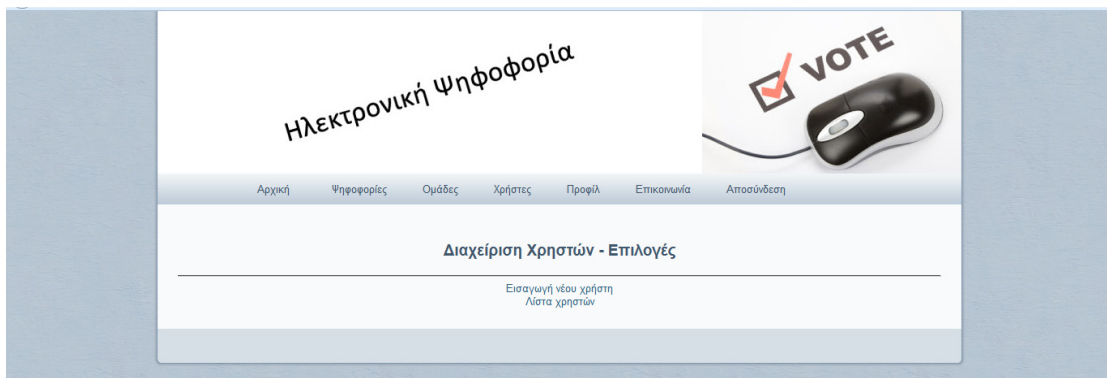 Ηλεκτρονική Ψηφοφορία
VOTE
Αρχική Ψηφοφορίες Ομάδες Χρήστες Προφίλ Επικοινωνία Αποσύνδεση
Διαχείριση Χρηστών - Επιλογές
Εισαγωγή νέου χρήστη
Λίστα χρηστών